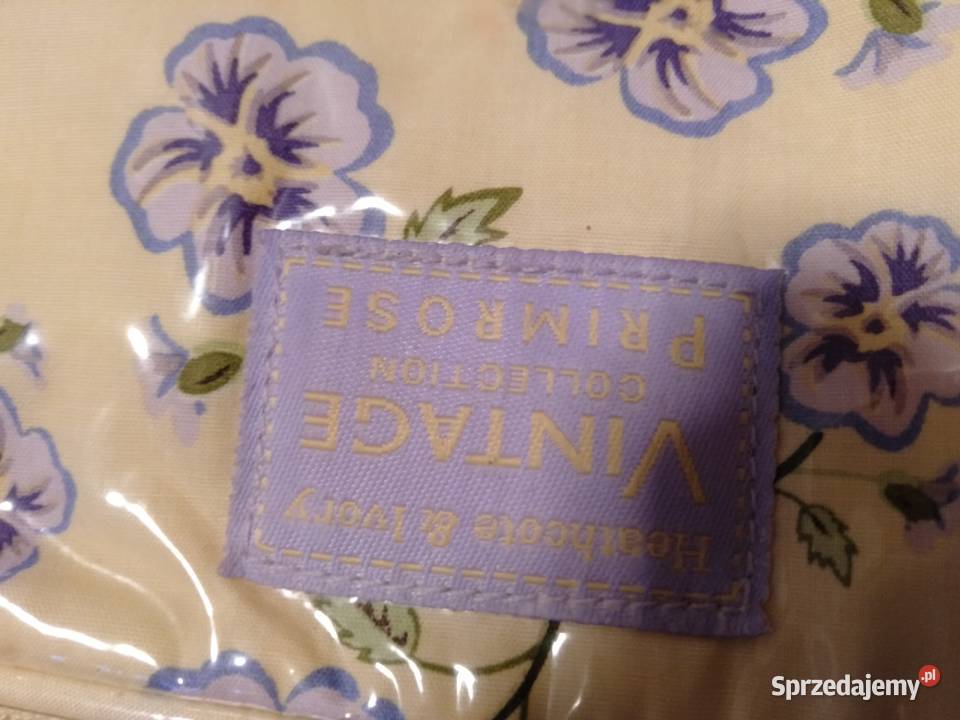 Heathcote & Ivory
VINTAGE
COLLECTION
PRIMROSE
Sprzedajemy.pl